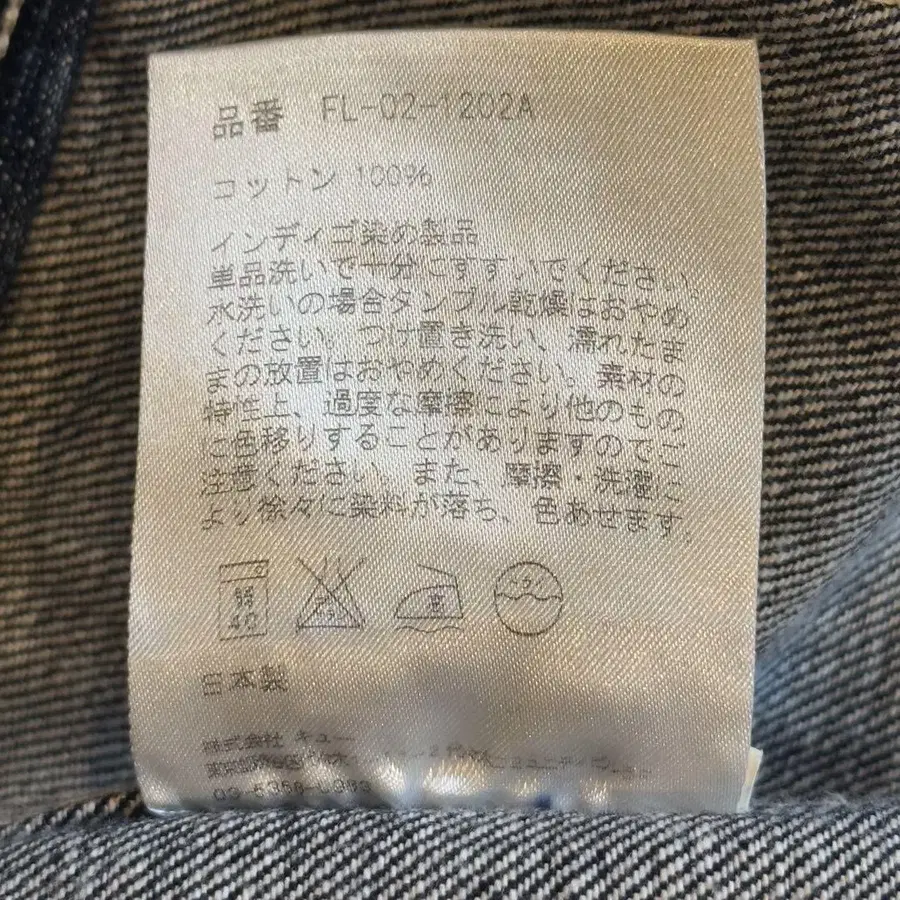 品番 FL-02-1202A
コットン 100%
インディゴ染の製品
単品洗いで十分にすすいでください。
水洗いの場合タンブル乾燥はおやめ
ください。つけ置き洗い、濡れたま
まの放置はおやめください。素材の
特性上、過度な摩擦により他のもの
に色移りすることがありますのでご
注意ください。また、摩擦・洗濯に
より徐々に染料が落ち、色あせます。
弱 40 高 ドライ
日本製
株式会社 キュー